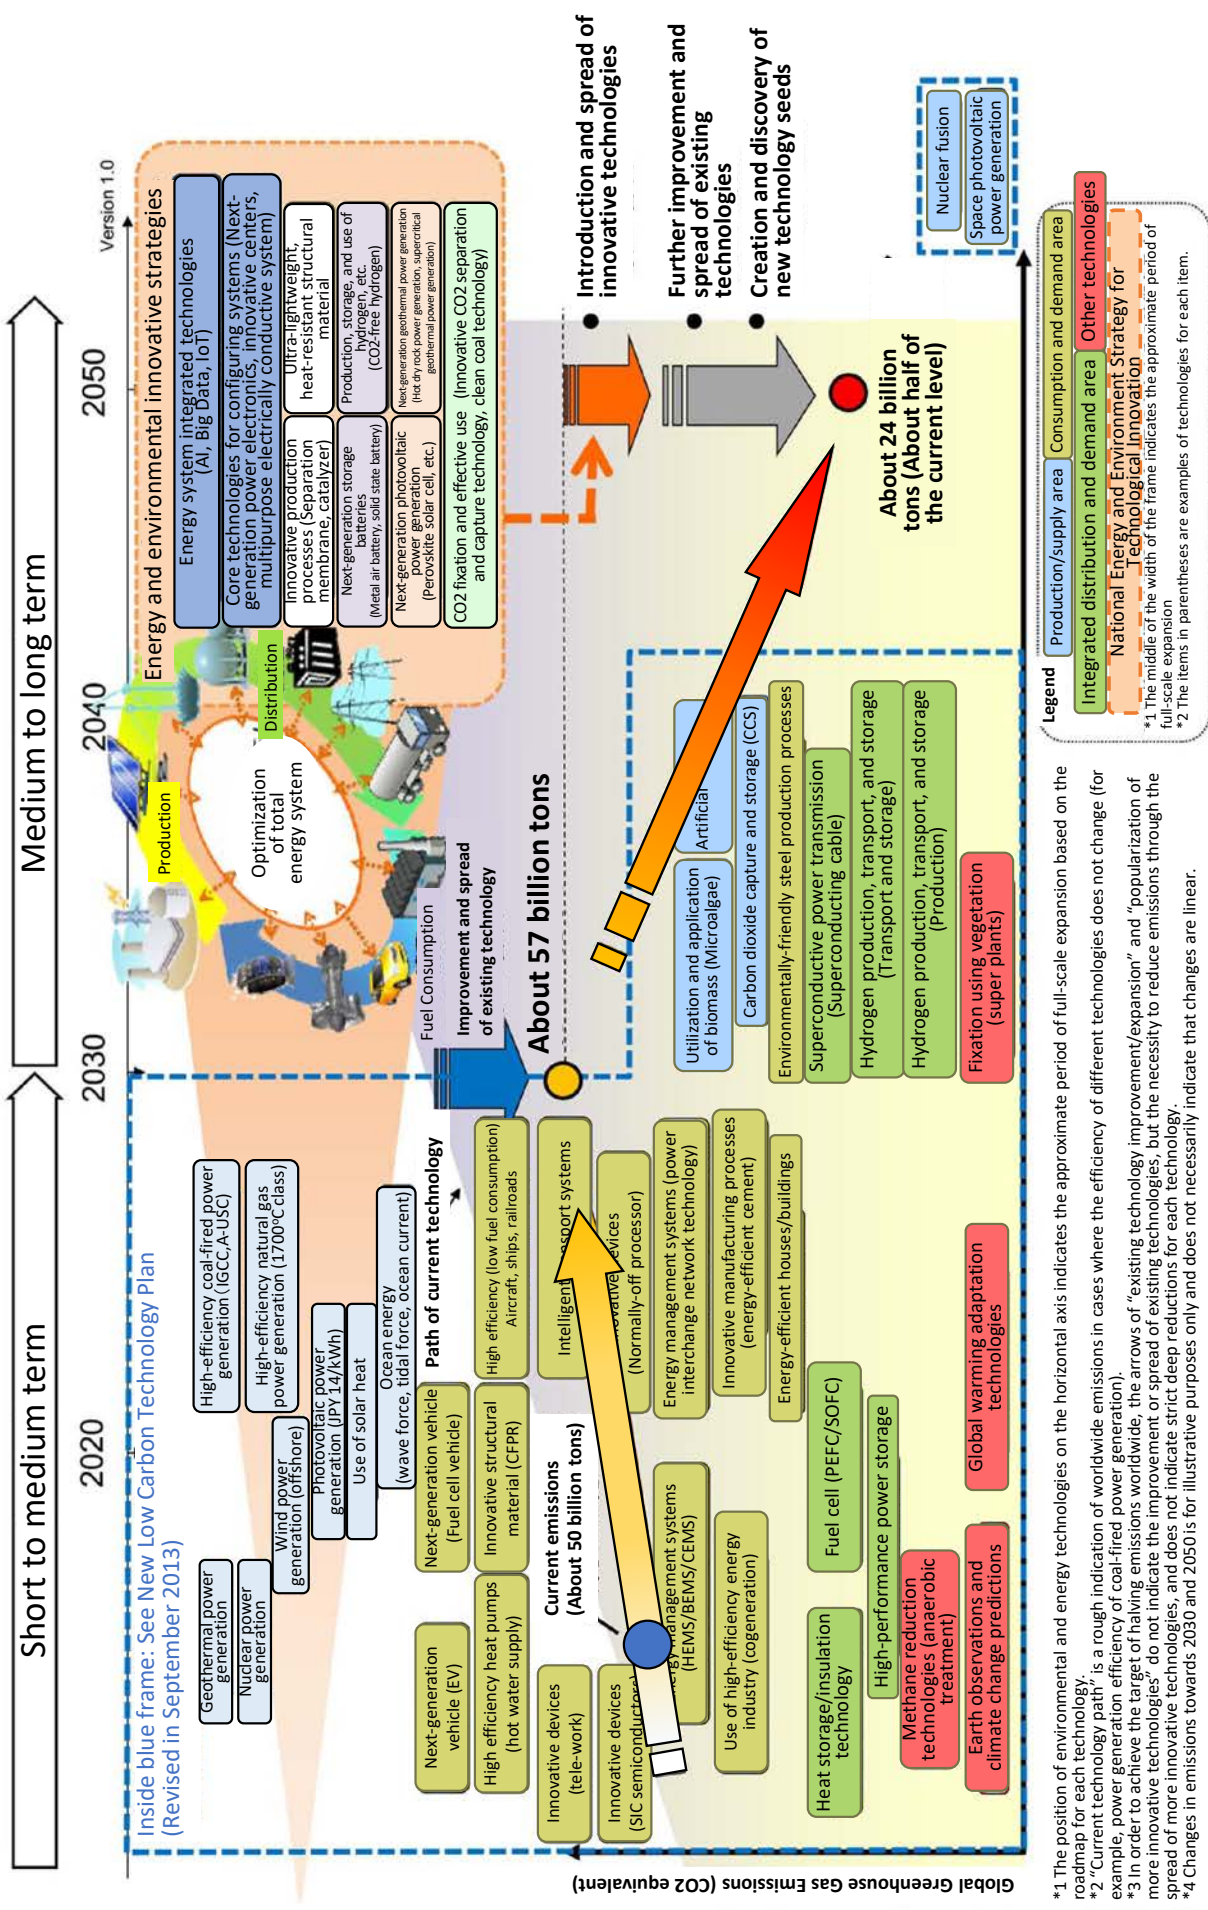 Short to medium term
Medium to long term
2020
2030
2040
2050
Version 1.0
Inside blue frame: See New Low Carbon Technology Plan
(Revised in September 2013)
Geothermal power
generation
Nuclear power
generation
Wind power
generation (offshore)
High-efficiency coal-fired power
generation (IGCC,A-USC)
High-efficiency natural gas
power generation (1700°C class)
Photovoltaic power
generation (JPY 14/kWh)
Use of solar heat
Ocean energy
(wave force, tidal force, ocean current)
Path of current technology
Next-generation
vehicle (EV)
Next-generation vehicle
(Fuel cell vehicle)
High efficiency heat pumps
(hot water supply)
Innovative structural
material (CFPR)
High efficiency (low fuel consumption)
Aircraft, ships, railroads
Innovative devices
(tele-work)
Current emissions
(About 50 billion tons)
Intelligent transport systems
Innovative devices
(SIC semiconductors)
Innovative devices
(Normally-off processor)
Energy management systems
(HEMS/BEMS/CEMS)
Energy management systems (power
interchange network technology)
Use of high-efficiency energy
industry (cogeneration)
Innovative manufacturing processes
(energy-efficient cement)
Energy-efficient houses/buildings
Heat storage/insulation
technology
Fuel cell (PEFC/SOFC)
High-performance power storage
Methane reduction
technologies (anaerobic
treatment)
Earth observations and
climate change predictions
Global warming adaptation
technologies
Global Greenhouse Gas Emissions (CO2 equivalent)
Production
Distribution
Optimization
of total
energy system
Fuel Consumption
Improvement and spread
of existing technology
About 57 billion tons
Utilization and application
of biomass (Microalgae)
Artificial
Carbon dioxide capture and storage (CCS)
Environmentally-friendly steel production processes
Superconductive power transmission
(Superconducting cable)
Hydrogen production, transport, and storage
(Transport and storage)
Hydrogen production, transport, and storage
(Production)
Fixation using vegetation
(super plants)
Energy and environmental innovative strategies
Energy system integrated technologies
(AI, Big Data, IoT)
Core technologies for configuring systems (Next-
generation power electronics, innovative centers,
multipurpose electrically conductive system)
Innovative production
processes (Separation
membrane, catalyzer)
Ultra-lightweight,
heat-resistant structural
material
Next-generation storage
batteries
(Metal air battery, solid state battery)
Production, storage, and use of
hydrogen, etc.
(CO2-free hydrogen)
Next-generation photovoltaic
power generation
(Perovskite solar cell, etc.)
Next-generation geothermal power generation
(Hot dry rock power generation, supercritical
geothermal power generation)
CO2 fixation and effective use (Innovative CO2 separation
and capture technology, clean coal technology)
Introduction and spread of
innovative technologies
Further improvement and
spread of existing
technologies
Creation and discovery of
new technology seeds
About 24 billion
tons (About half of
the current level)
Nuclear fusion
Space photovoltaic
power generation
Legend
Production/supply area
Consumption and demand area
Integrated distribution and demand area
Other technologies
National Energy and Environment Strategy for
Technological Innovation
*1 The middle of the width of the frame indicates the approximate period of
full-scale expansion
*2 The items in parentheses are examples of technologies for each item.
*1 The position of environmental and energy technologies on the horizontal axis indicates the approximate period of full-scale expansion based on the
roadmap for each technology.
*2 "Current technology path" is a rough indication of worldwide emissions in cases where the efficiency of different technologies does not change (for
example, power generation efficiency of coal-fired power generation).
*3 In order to achieve the target of halving emissions worldwide, the arrows of "existing technology improvement/expansion" and "popularization of
more innovative technologies" do not indicate the improvement or spread of existing technologies, but the necessity to reduce emissions through the
spread of more innovative technologies, and does not indicate strict deep reductions for each technology.
*4 Changes in emissions towards 2030 and 2050 is for illustrative purposes only and does not necessarily indicate that changes are linear.